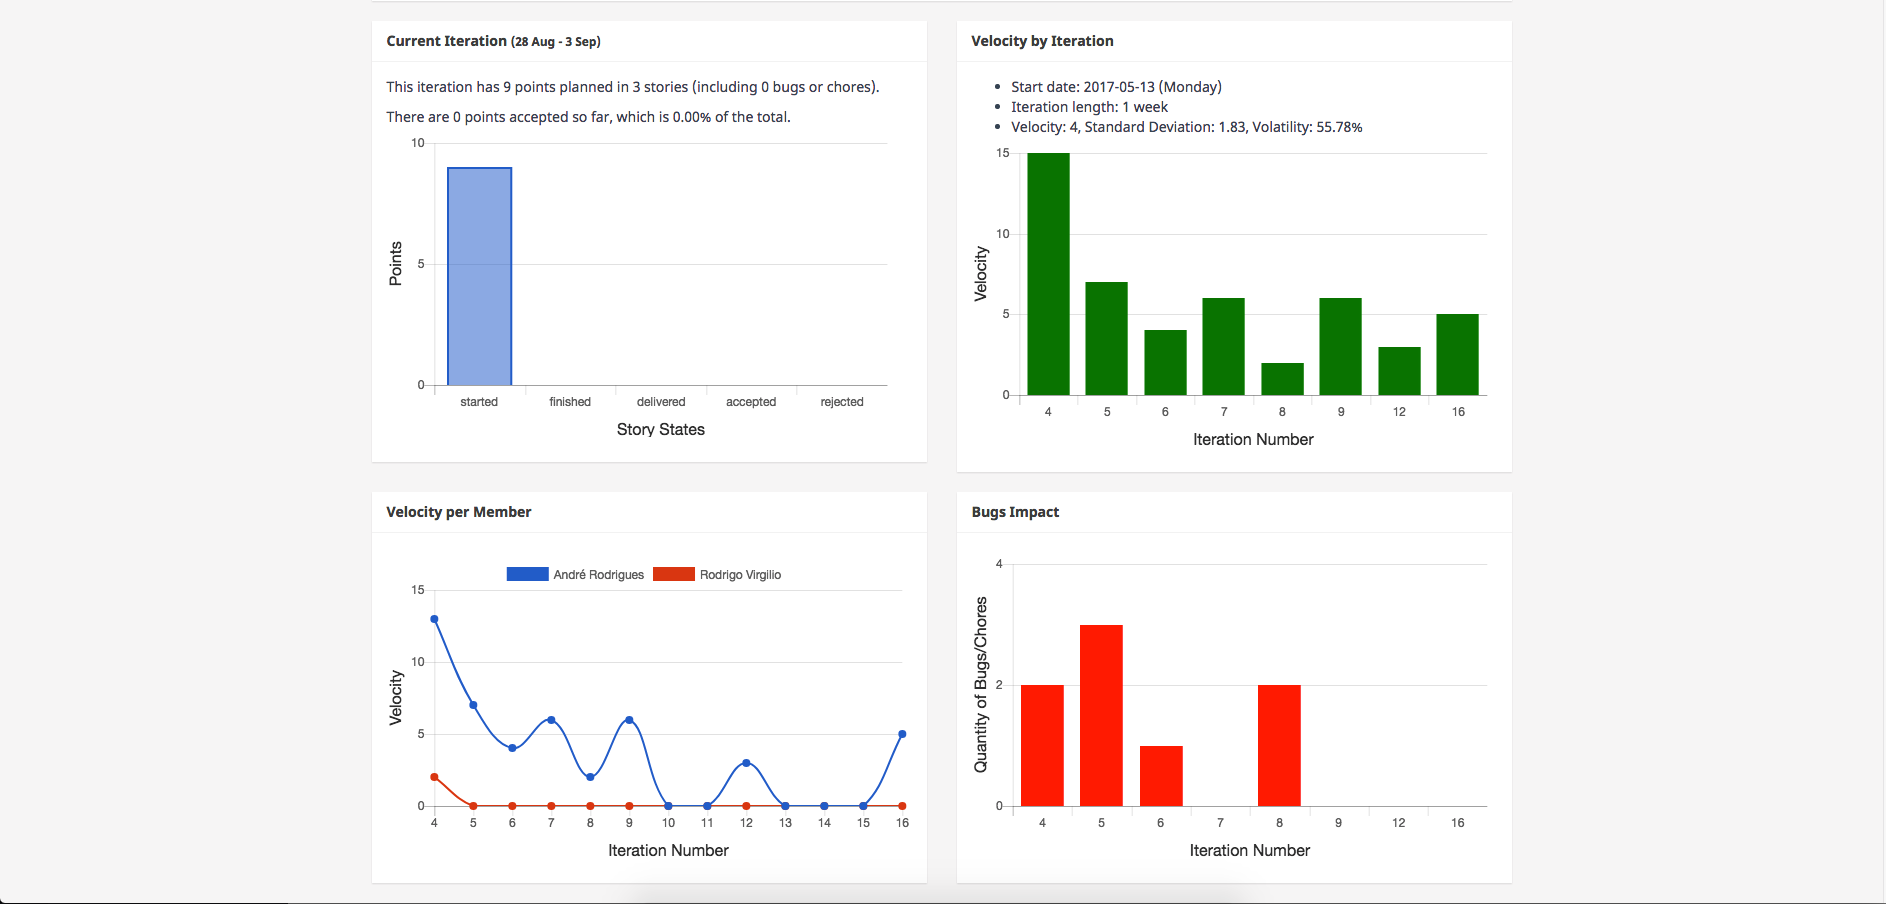 Current Iteration (28 Aug - 3 Sep)
This iteration has 9 points planned in 3 stories (including 0 bugs or chores).
There are 0 points accepted so far, which is 0.00% of the total.
10
5
0
Points
started finished delivered accepted rejected
Story States
Velocity by Iteration
Start date: 2017-05-13 (Monday)
Iteration length: 1 week
Velocity: 4, Standard Deviation: 1.83, Volatility: 55.78%
15
10
5
0
Velocity
4 5 6 7 8 9 12 16
Iteration Number
Velocity per Member
André Rodrigues Rodrigo Virgilio
15
10
5
0
Velocity
4 5 6 7 8 9 10 11 12 13 14 15 16
Iteration Number
Bugs Impact
4
2
0
Quantity of Bugs/Chores
4 5 6 7 8 9 12 16
Iteration Number